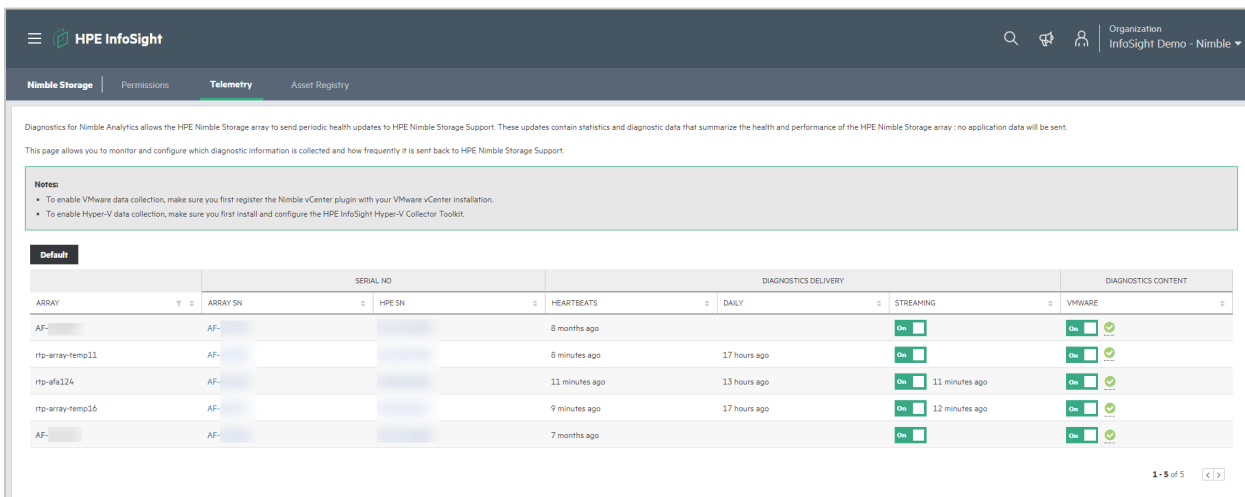 HPE InfoSight
Organization
InfoSight Demo - Nimble
Nimble Storage Permissions Telemetry Asset Registry
Diagnostics for Nimble Analytics allows the HPE Nimble Storage array to send periodic health updates to HPE Nimble Storage Support. These updates contain statistics and diagnostic data that summarize the health and performance of the HPE Nimble Storage array : no application data will be sent.
This page allows you to monitor and configure which diagnostic information is collected and how frequently it is sent back to HPE Nimble Storage Support.
Notes:
• To enable VMware data collection, make sure you first register the Nimble vCenter plugin with your VMware vCenter installation.
• To enable Hyper-V data collection, make sure you first install and configure the HPE InfoSight Hyper-V Collector Toolkit.
Default
SERIAL NO DIAGNOSTICS DELIVERY DIAGNOSTICS CONTENT
ARRAY ARRAY SN HPE SN HEARTBEATS DAILY STREAMING VMWARE
AF- AF- 8 months ago On On
rtp-array-temp11 AF- 8 minutes ago 17 hours ago On On
rtp-afa124 AF- 11 minutes ago 13 hours ago On 11 minutes ago On
rtp-array-temp16 AF- 9 minutes ago 17 hours ago On 12 minutes ago On
AF- AF- 7 months ago On On
1 - 5 of 5 < >